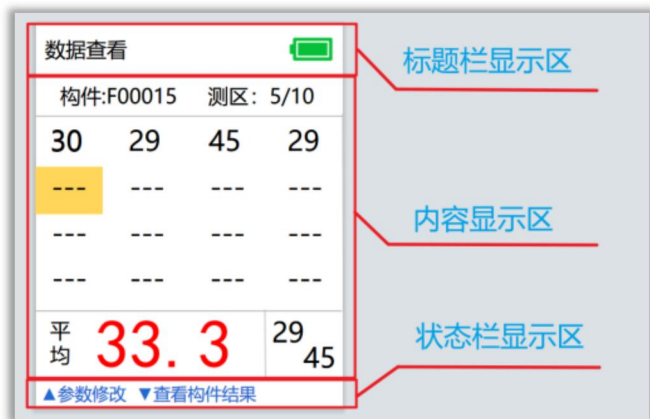 数据查看
标题栏显示区
构件:F00015 测区: 5/10
30 29 45 29
--- --- --- ---
内容显示区
--- --- --- ---
--- --- --- ---
平均 33.3 29 45
状态栏显示区
▲参数修改 ▼查看构件结果